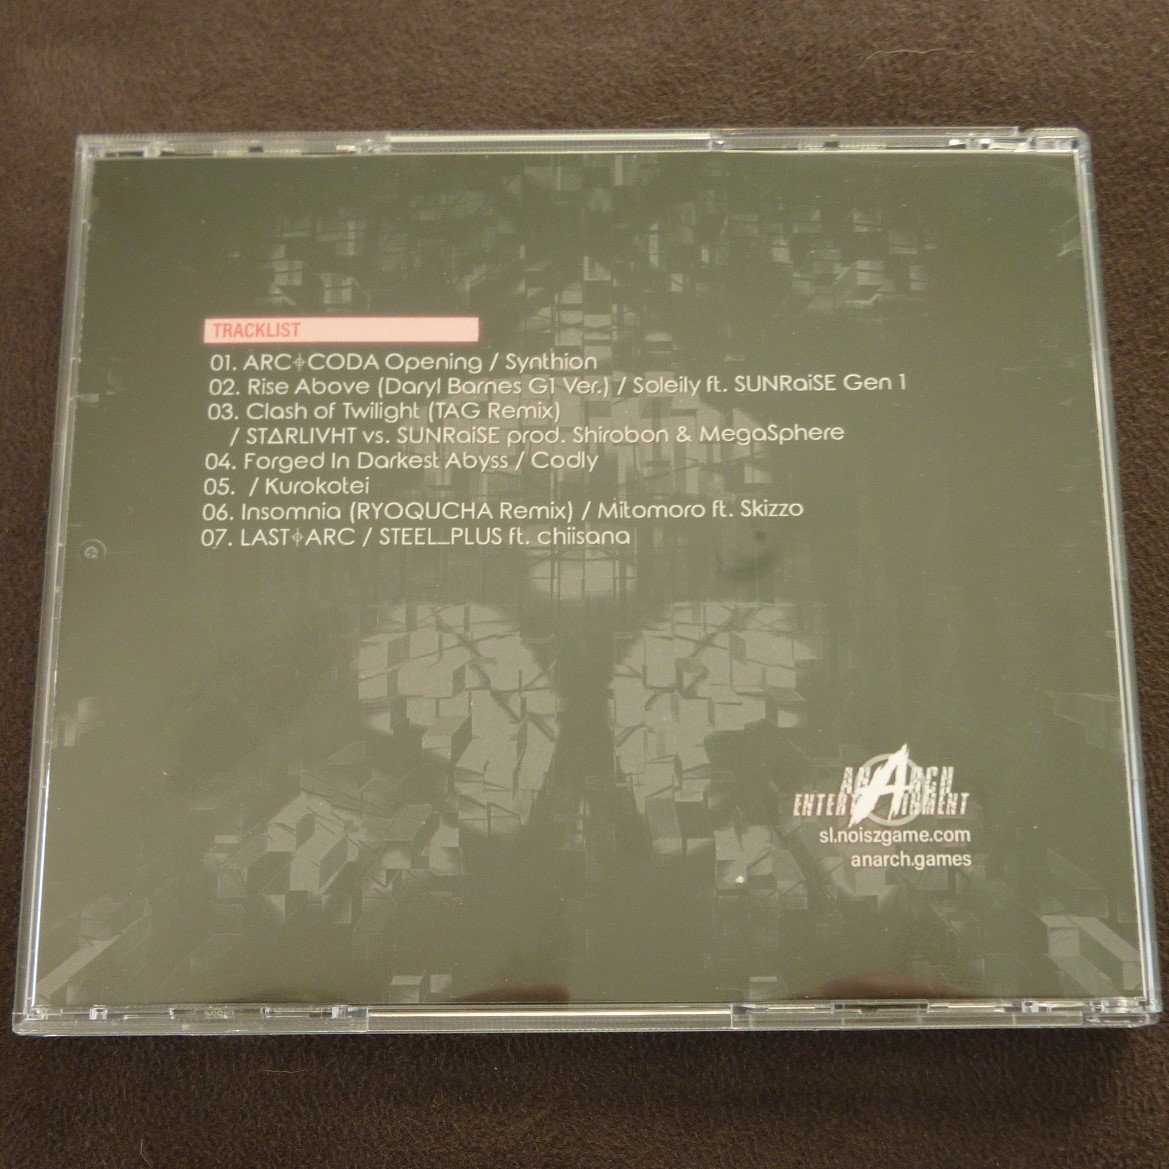 TRACKLIST
01. ARC⌖CODA Opening / Synthion
02. Rise Above (Daryl Barnes G1 Ver.) / Soleily ft. SUNRaiSE Gen 1
03. Clash of Twilight (TAG Remix)
/ STΔRLIVHT vs. SUNRaiSE prod. Shirobon & MegaSphere
04. Forged In Darkest Abyss / Codly
05. / Kurokotei
06. Insomnia (RYOQUCHA Remix) / Mitomoro ft. Skizzo
07. LAST⌖ARC / STEEL_PLUS ft. chiisana
ANARCH
ENTERTAINMENT
sl.noiszgame.com
anarch.games